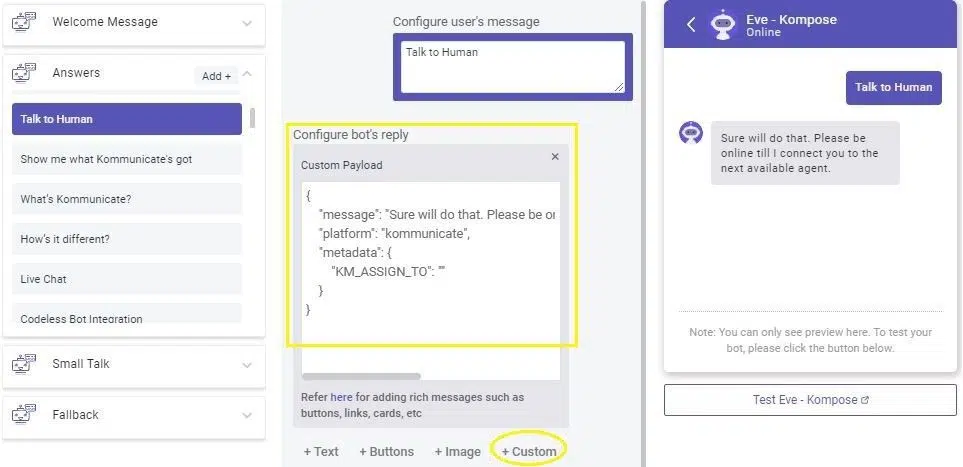 Welcome Message
Answers
Add +
Talk to Human
Show me what Kommunicate's got
What's Kommunicate?
How's it different?
Live Chat
Codeless Bot Integration
Small Talk
Fallback
Configure user's message
Talk to Human
Configure bot's reply
Custom Payload
×
{
"message": "Sure will do that. Please be or
"platform": "kommunicate",
"metadata": {
"KM_ASSIGN_TO": ""
}
}
Refer here for adding rich messages such as
buttons, links, cards, etc
+ Text + Buttons + Image + Custom
Eve - Kompose
Online
Talk to Human
Sure will do that. Please be
online till I connect you to the
next available agent.
Note: You can only see preview here. To test your
bot, please click the button below.
Test Eve - Kompose